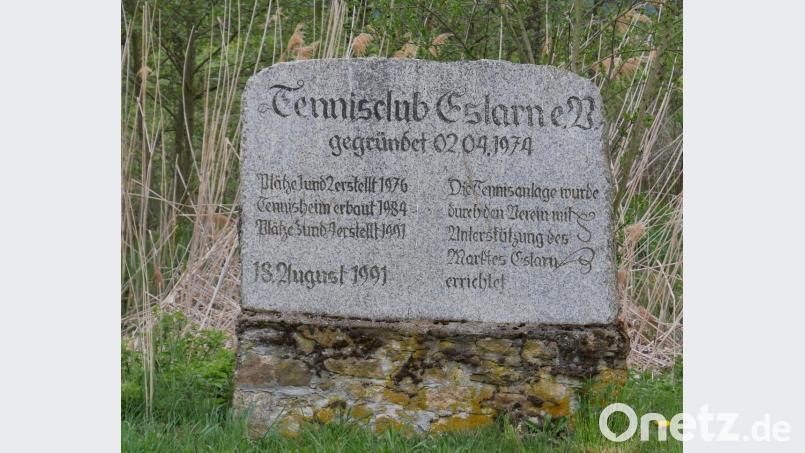 Tennisclub Eslarn e.V.
gegründet 02.04.1974
Plätze 1 und 2 erstellt 1976
Tennisheim erbaut 1984
Plätze 3 und 4 erstellt 1991
18. August 1991
Die Tennisanlage wurde
durch den Verein mit
Unterstützung des
Marktes Eslarn
errichtet
Onetz.de